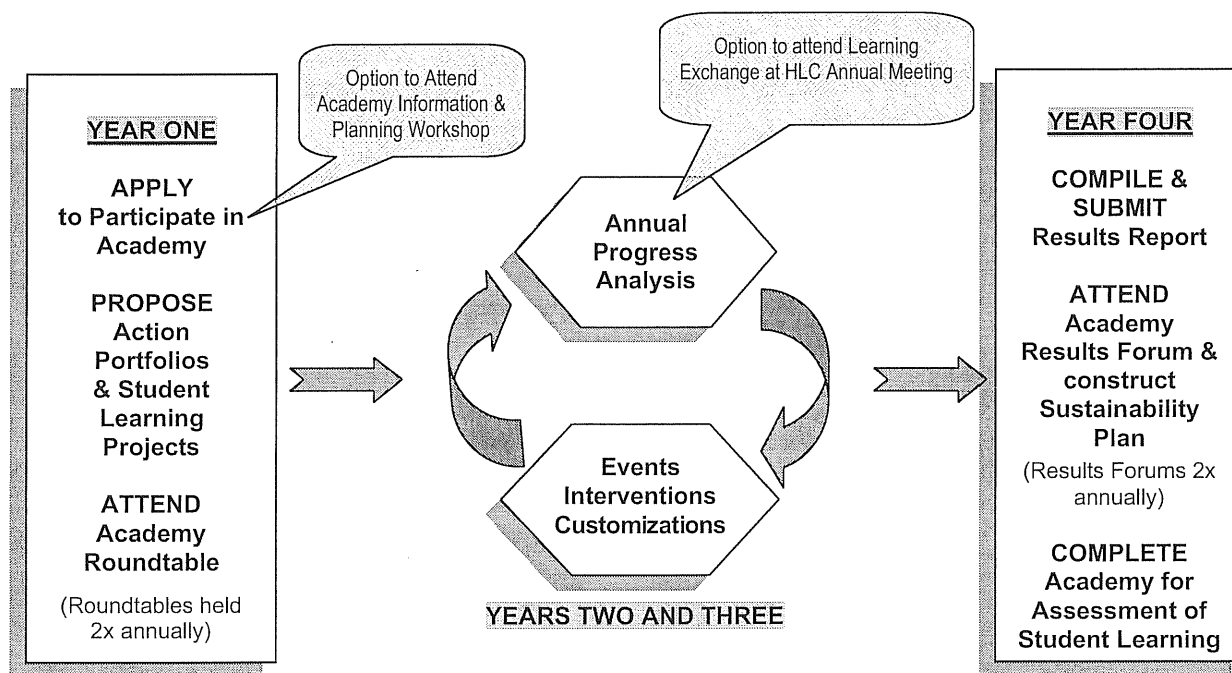 Option to Attend
Academy Information &
Planning Workshop
Option to attend Learning
Exchange at HLC Annual Meeting
YEAR ONE
APPLY
to Participate in
Academy
PROPOSE
Action
Portfolios
& Student
Learning
Projects
ATTEND
Academy
Roundtable
(Roundtables held
2x annually)
Annual
Progress
Analysis
Events
Interventions
Customizations
YEARS TWO AND THREE
YEAR FOUR
COMPILE &
SUBMIT
Results Report
ATTEND
Academy
Results Forum &
construct
Sustainability
Plan
(Results Forums 2x
annually)
COMPLETE
Academy for
Assessment of
Student Learning